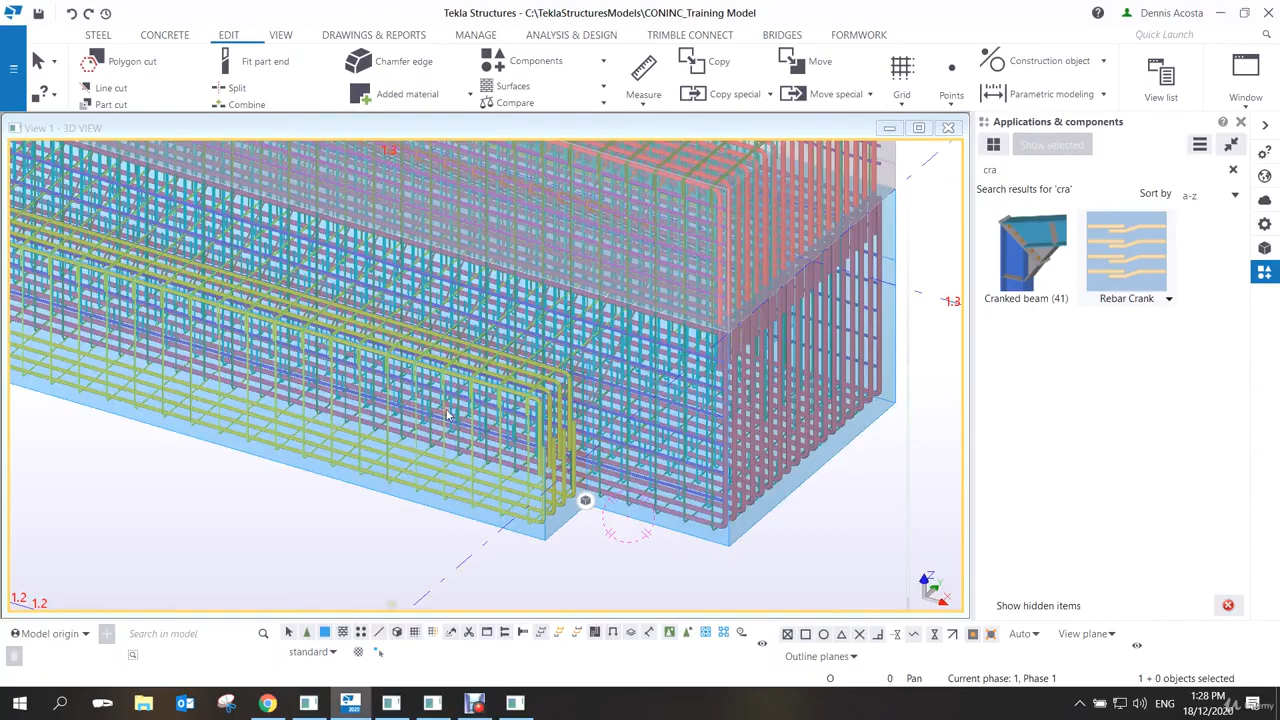 Tekla Structures - C:\TeklaStructuresModels\CONINC_Training Model
Dennis Acosta
STEEL CONCRETE EDIT VIEW DRAWINGS & REPORTS MANAGE ANALYSIS & DESIGN TRIMBLE CONNECT BRIDGES FORMWORK
Quick Launch
Polygon cut Fit part end Chamfer edge Components Copy Move Construction object
Line cut Split Added material Surfaces Measure Copy special Move special Grid Points Parametric modeling View list Window
Part cut Combine Compare
View 1 - 3D VIEW
Applications & components
Show selected
cra
Search results for 'cra'
Sort by a-z
Cranked beam (41) Rebar Crank
1.3
1.3
1.2 1.2
Z
Y
X
Show hidden items
Model origin Search in model Auto View plane
standard Outline planes
O 0 Pan Current phase: 1, Phase 1 1 + 0 objects selected
ENG 1:28 PM
18/12/2020